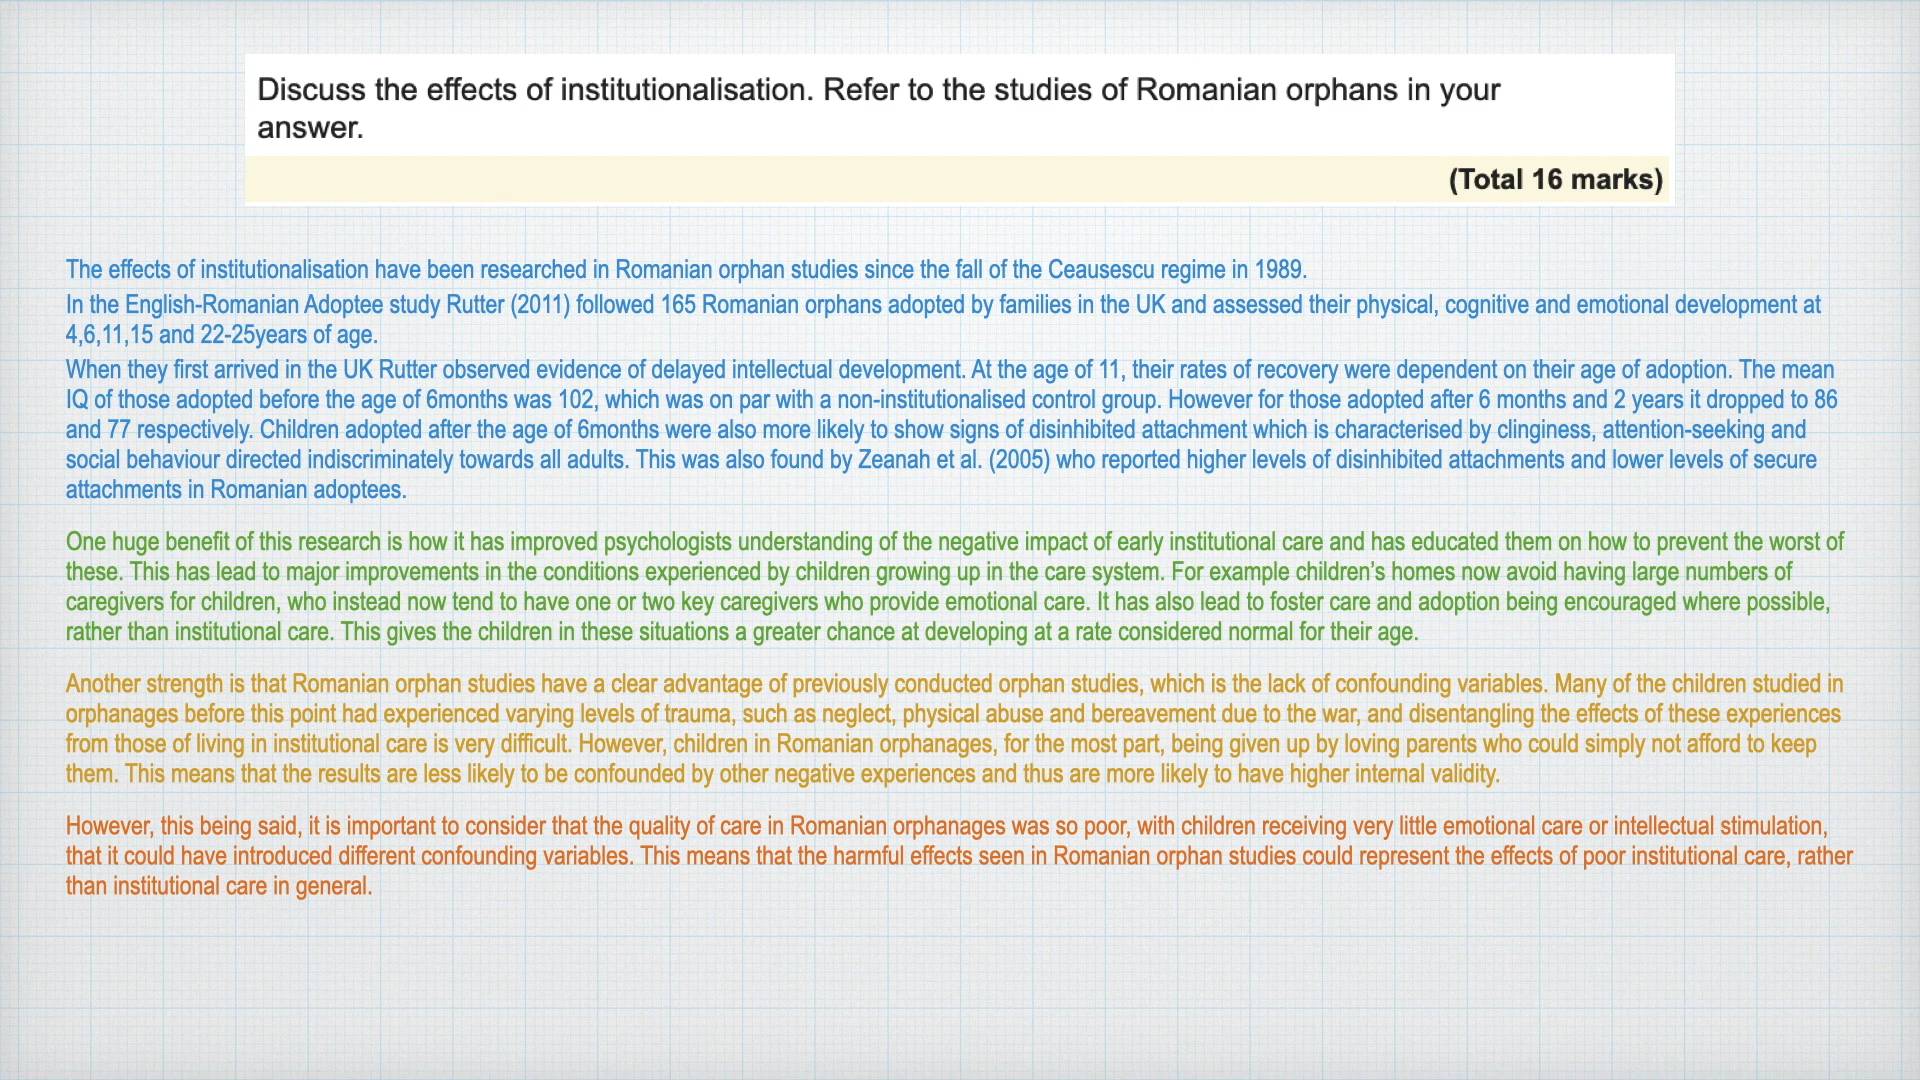 Discuss the effects of institutionalisation. Refer to the studies of Romanian orphans in your
answer.
(Total 16 marks)
The effects of institutionalisation have been researched in Romanian orphan studies since the fall of the Ceausescu regime in 1989.
In the English-Romanian Adoptee study Rutter (2011) followed 165 Romanian orphans adopted by families in the UK and assessed their physical, cognitive and emotional development at
4,6,11,15 and 22-25years of age.
When they first arrived in the UK Rutter observed evidence of delayed intellectual development. At the age of 11, their rates of recovery were dependent on their age of adoption. The mean
IQ of those adopted before the age of 6months was 102, which was on par with a non-institutionalised control group. However for those adopted after 6 months and 2 years it dropped to 86
and 77 respectively. Children adopted after the age of 6months were also more likely to show signs of disinhibited attachment which is characterised by clinginess, attention-seeking and
social behaviour directed indiscriminately towards all adults. This was also found by Zeanah et al. (2005) who reported higher levels of disinhibited attachments and lower levels of secure
attachments in Romanian adoptees.
One huge benefit of this research is how it has improved psychologists understanding of the negative impact of early institutional care and has educated them on how to prevent the worst of
these. This has lead to major improvements in the conditions experienced by children growing up in the care system. For example children's homes now avoid having large numbers of
caregivers for children, who instead now tend to have one or two key caregivers who provide emotional care. It has also lead to foster care and adoption being encouraged where possible,
rather than institutional care. This gives the children in these situations a greater chance at developing at a rate considered normal for their age.
Another strength is that Romanian orphan studies have a clear advantage of previously conducted orphan studies, which is the lack of confounding variables. Many of the children studied in
orphanages before this point had experienced varying levels of trauma, such as neglect, physical abuse and bereavement due to the war, and disentangling the effects of these experiences
from those of living in institutional care is very difficult. However, children in Romanian orphanages, for the most part, being given up by loving parents who could simply not afford to keep
them. This means that the results are less likely to be confounded by other negative experiences and thus are more likely to have higher internal validity.
However, this being said, it is important to consider that the quality of care in Romanian orphanages was so poor, with children receiving very little emotional care or intellectual stimulation,
that it could have introduced different confounding variables. This means that the harmful effects seen in Romanian orphan studies could represent the effects of poor institutional care, rather
than institutional care in general.